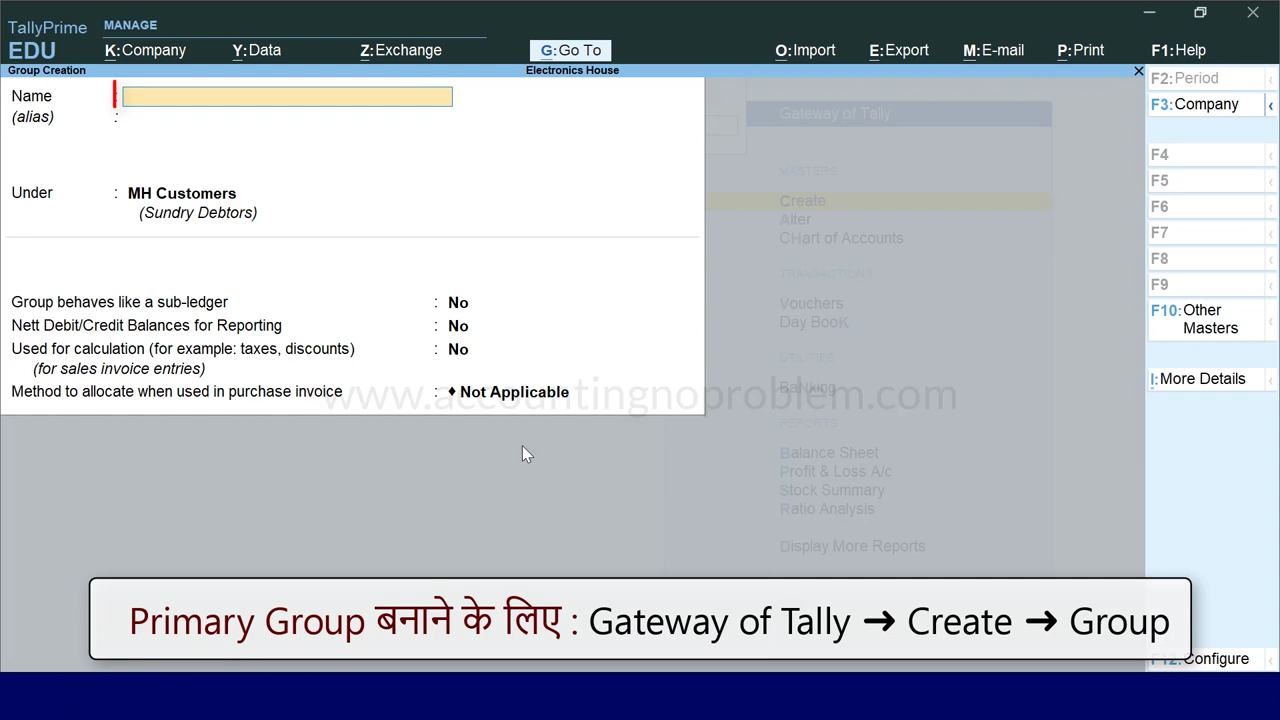 TallyPrime
EDU
MANAGE
K:Company
Y:Data
Z:Exchange
G:Go To
O:Import
E:Export
M:E-mail
P:Print
F1:Help
Group Creation
Electronics House
Name :
(alias) :
Under : MH Customers
(Sundry Debtors)
Group behaves like a sub-ledger : No
Nett Debit/Credit Balances for Reporting : No
Used for calculation (for example: taxes, discounts) : No
(for sales invoice entries)
Method to allocate when used in purchase invoice : ♦ Not Applicable
Gateway of Tally
MASTERS
Create
Alter
CHart of Accounts
TRANSACTIONS
Vouchers
Day BooK
UTILITIES
BaNking
REPORTS
Balance Sheet
Profit & Loss A/c
Stock Summary
Ratio Analysis
Display More Reports
F2:Period
F3:Company
F4
F5
F6
F7
F8
F9
F10:Other
Masters
I:More Details
F12:Configure
www.accountingnoproblem.com
Primary Group बनाने के लिए : Gateway of Tally ➜ Create ➜ Group